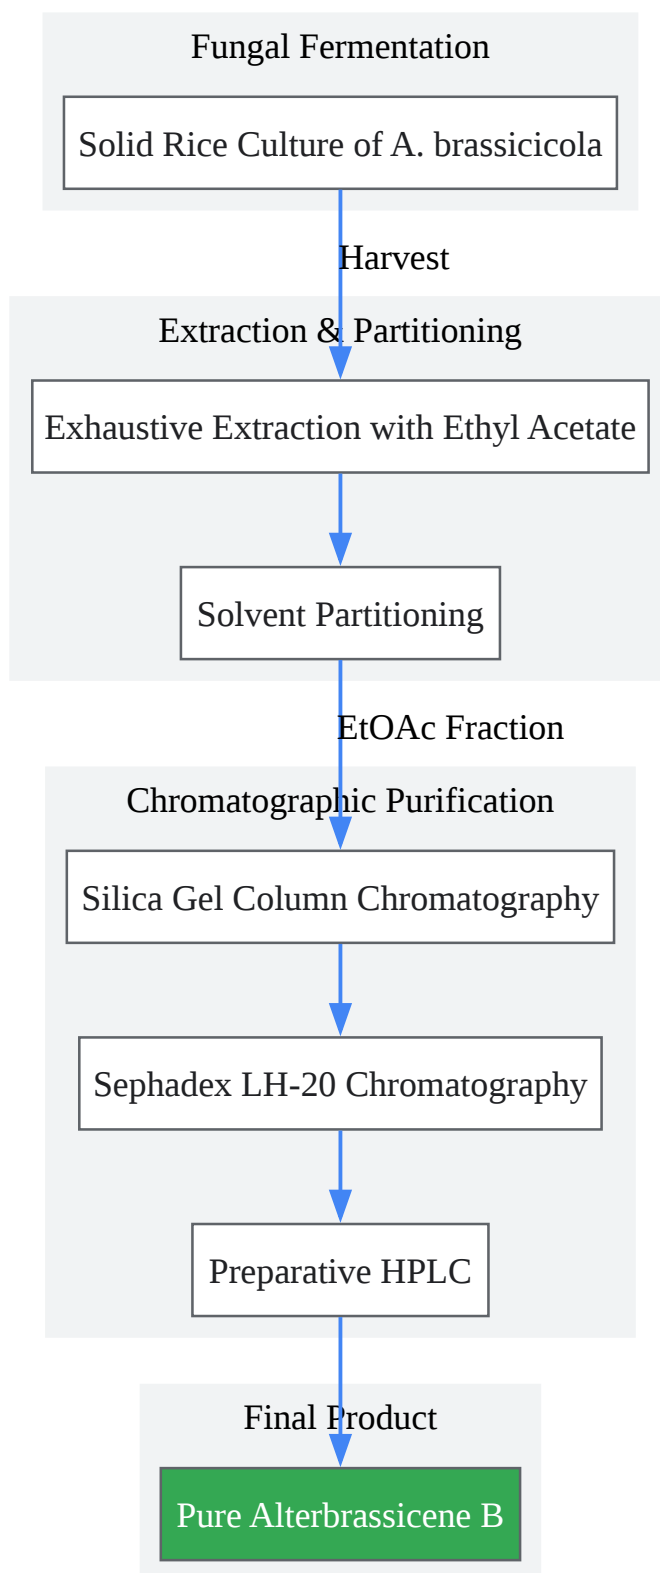 Fungal Fermentation
Solid Rice Culture of A. brassicicola
Harvest
Extraction & Partitioning
Exhaustive Extraction with Ethyl Acetate
Solvent Partitioning
EtOAc Fraction
Chromatographic Purification
Silica Gel Column Chromatography
Sephadex LH-20 Chromatography
Preparative HPLC
Final Product
Pure Alterbrassicene B